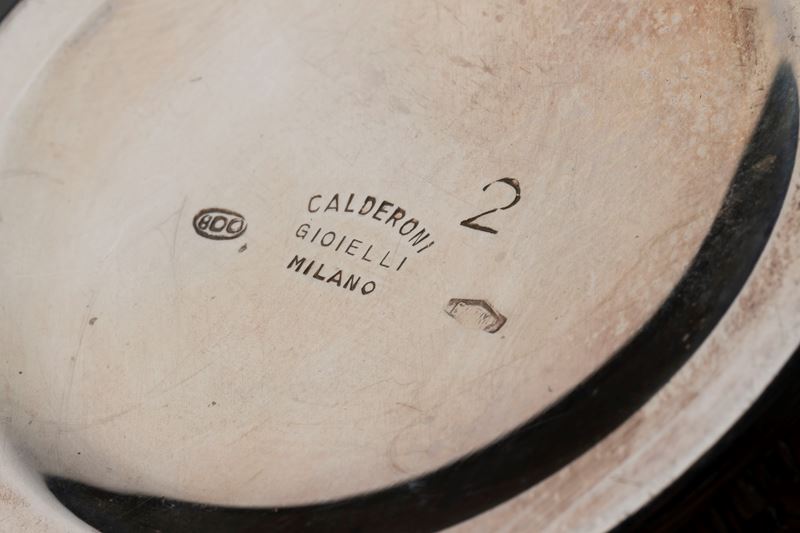 800
CALDERONI
GIOIELLI
MILANO
2